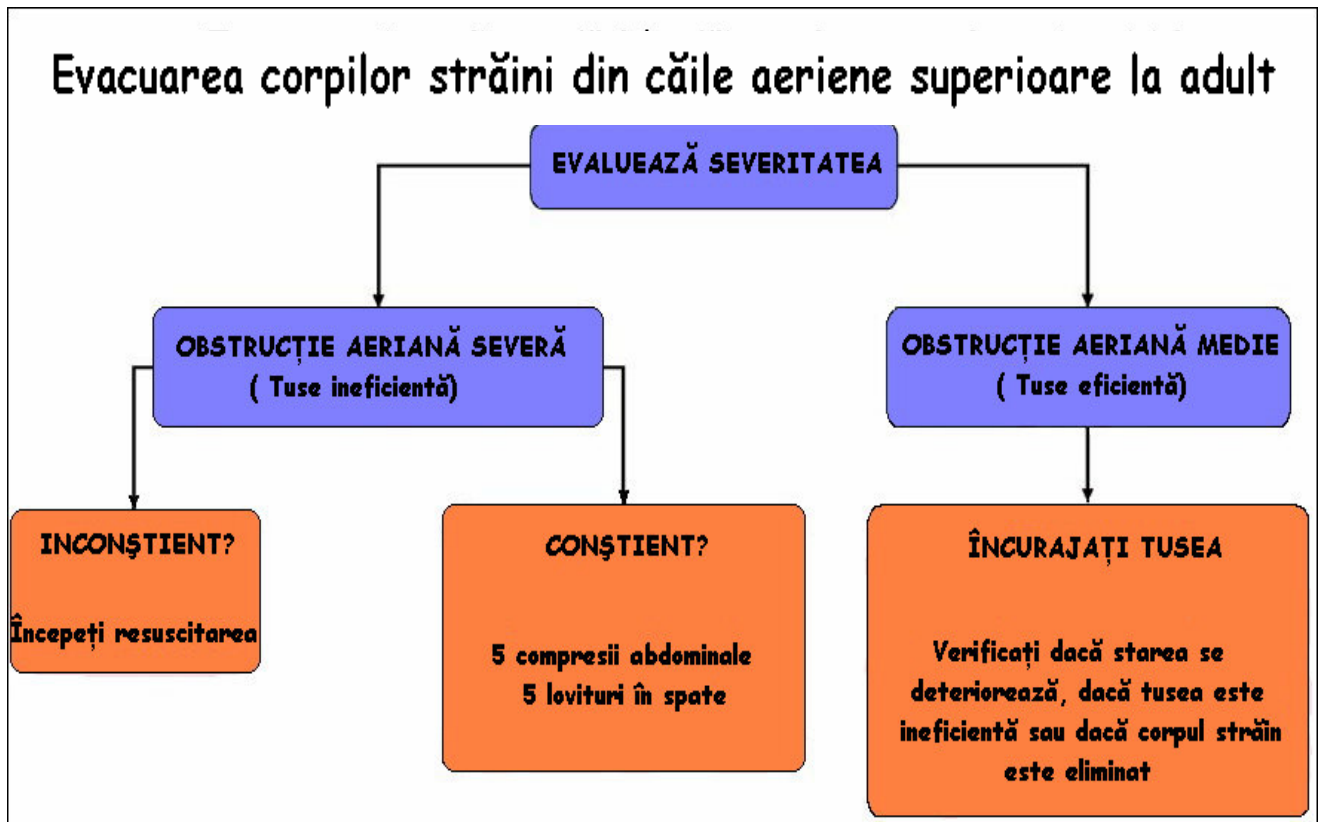 Evacuarea corpilor străini din căile aeriene superioare la adult
EVALUEAZĂ SEVERITATEA
OBSTRUCȚIE AERIANĂ SEVERĂ
( Tuse ineficientă)
OBSTRUCȚIE AERIANĂ MEDIE
( Tuse eficientă)
INCONȘTIENT?
Începeți resuscitarea
CONȘTIENT?
5 compresii abdominale
5 lovituri în spate
ÎNCURAJAȚI TUSEA
Verificați dacă starea se
deteriorează, dacă tusea este
ineficientă sau dacă corpul străin
este eliminat